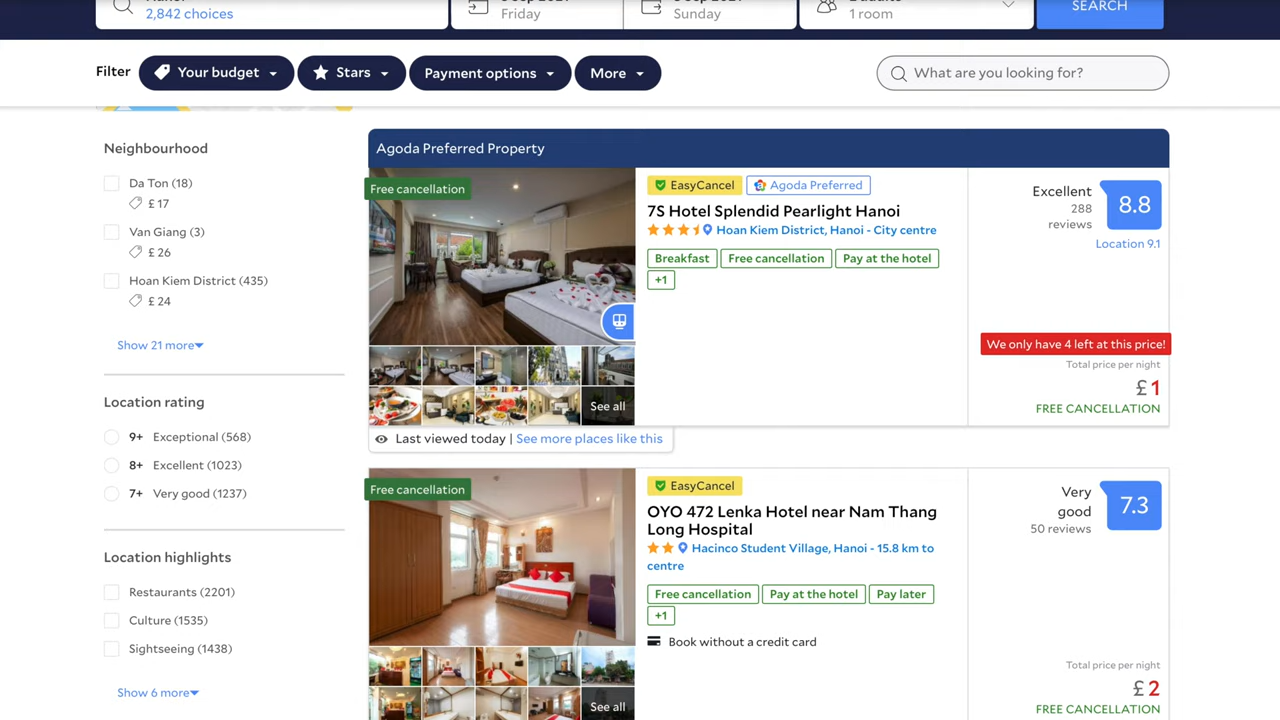 2,842 choices
Friday
Sunday
1 room
SEARCH
Filter
Your budget
Stars
Payment options
More
What are you looking for?
Neighbourhood
Da Ton (18)
£ 17
Van Giang (3)
£ 26
Hoan Kiem District (435)
£ 24
Show 21 more
Location rating
9+ Exceptional (568)
8+ Excellent (1023)
7+ Very good (1237)
Location highlights
Restaurants (2201)
Culture (1535)
Sightseeing (1438)
Show 6 more
Agoda Preferred Property
Free cancellation
See all
EasyCancel
Agoda Preferred
7S Hotel Splendid Pearlight Hanoi
Hoan Kiem District, Hanoi - City centre
Breakfast
Free cancellation
Pay at the hotel
+1
Excellent
288
reviews
8.8
Location 9.1
We only have 4 left at this price!
Total price per night
£ 1
FREE CANCELLATION
Last viewed today | See more places like this
Free cancellation
See all
EasyCancel
OYO 472 Lenka Hotel near Nam Thang
Long Hospital
Hacinco Student Village, Hanoi - 15.8 km to
centre
Free cancellation
Pay at the hotel
Pay later
+1
Book without a credit card
Very
good
50 reviews
7.3
Total price per night
£ 2
FREE CANCELLATION